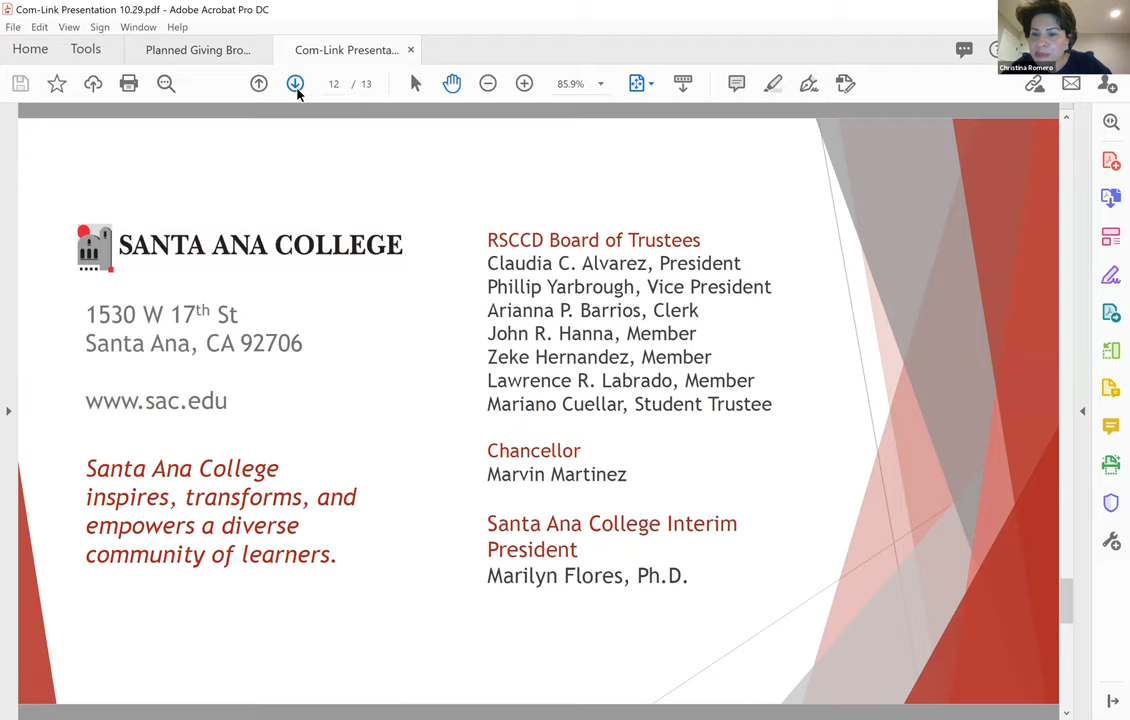 Com-Link Presentation 10.29.pdf - Adobe Acrobat Pro DC
File Edit View Sign Window Help
Home Tools Planned Giving Bro... Com-Link Presenta... ×
12 / 13 85.9%
Christina Romero
SANTA ANA COLLEGE
1530 W 17th St
Santa Ana, CA 92706
www.sac.edu
Santa Ana College
inspires, transforms, and
empowers a diverse
community of learners.
RSCCD Board of Trustees
Claudia C. Alvarez, President
Phillip Yarbrough, Vice President
Arianna P. Barrios, Clerk
John R. Hanna, Member
Zeke Hernandez, Member
Lawrence R. Labrado, Member
Mariano Cuellar, Student Trustee
Chancellor
Marvin Martinez
Santa Ana College Interim
President
Marilyn Flores, Ph.D.